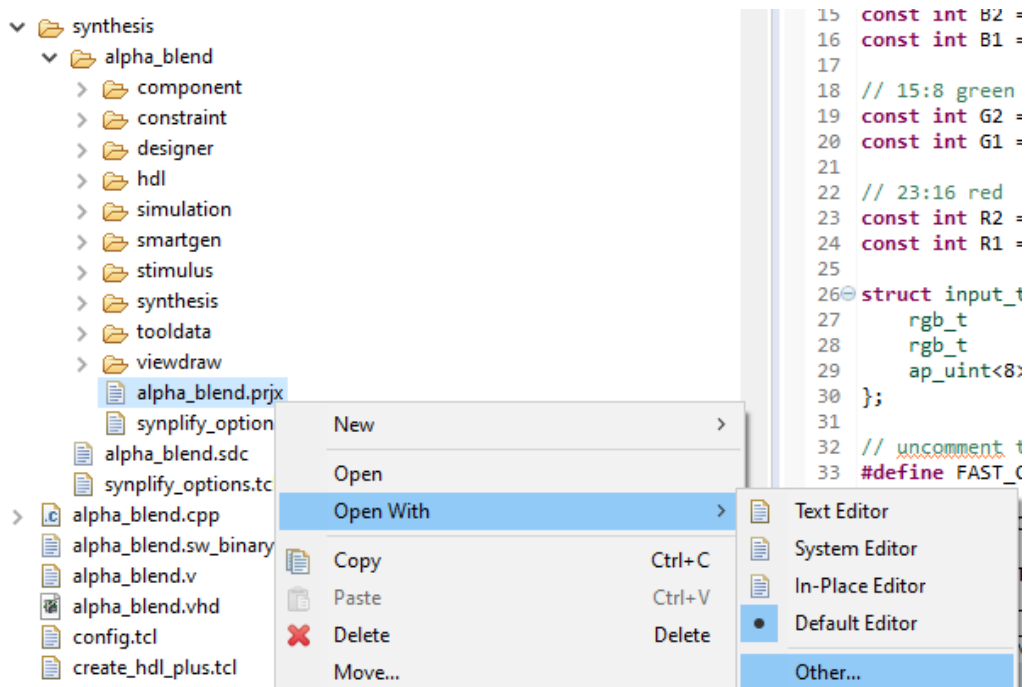 synthesis
alpha_blend
component
constraint
designer
hdl
simulation
smartgen
stimulus
synthesis
tooldata
viewdraw
alpha_blend.prjx
synplify_option
alpha_blend.sdc
synplify_options.tcl
alpha_blend.cpp
alpha_blend.sw_binary
alpha_blend.v
alpha_blend.vhd
config.tcl
create_hdl_plus.tcl
New
Open
Open With
Copy Ctrl+C
Paste Ctrl+V
Delete Delete
Move...
Text Editor
System Editor
In-Place Editor
Default Editor
Other...
15 const int B2 =
16 const int B1 =
17
18 // 15:8 green
19 const int G2 =
20 const int G1 =
21
22 // 23:16 red
23 const int R2 =
24 const int R1 =
25
26 struct input_t
27 rgb_t
28 rgb_t
29 ap_uint<8>
30 };
31
32 // uncomment t
33 #define FAST_C